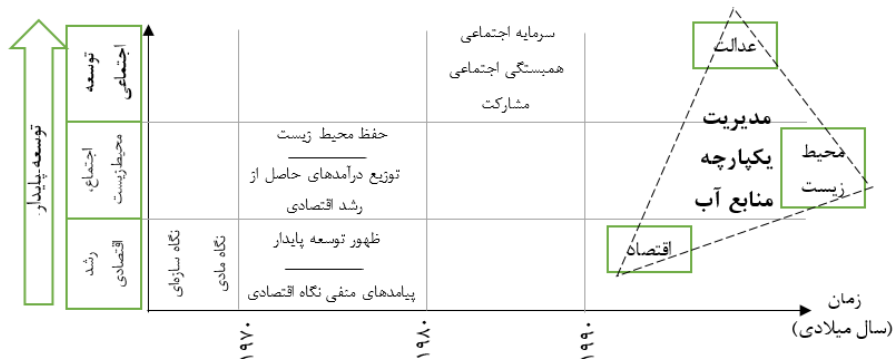 توسعه پایدار
توسعه
اجتماعی
اجتماع،
محیط‌زیست
رشد
اقتصادی
سرمایه اجتماعی
همبستگی اجتماعی
مشارکت
حفظ محیط زیست
توزیع درآمدهای حاصل از
رشد اقتصادی
نگاه سازه‌ای
نگاه مادی
ظهور توسعه پایدار
پیامدهای منفی نگاه اقتصادی
عدالت
مدیریت
یکپارچه
منابع آب
محیط
زیست
اقتصاد
۱۹۷۰
۱۹۸۰
۱۹۹۰
زمان
(سال میلادی)